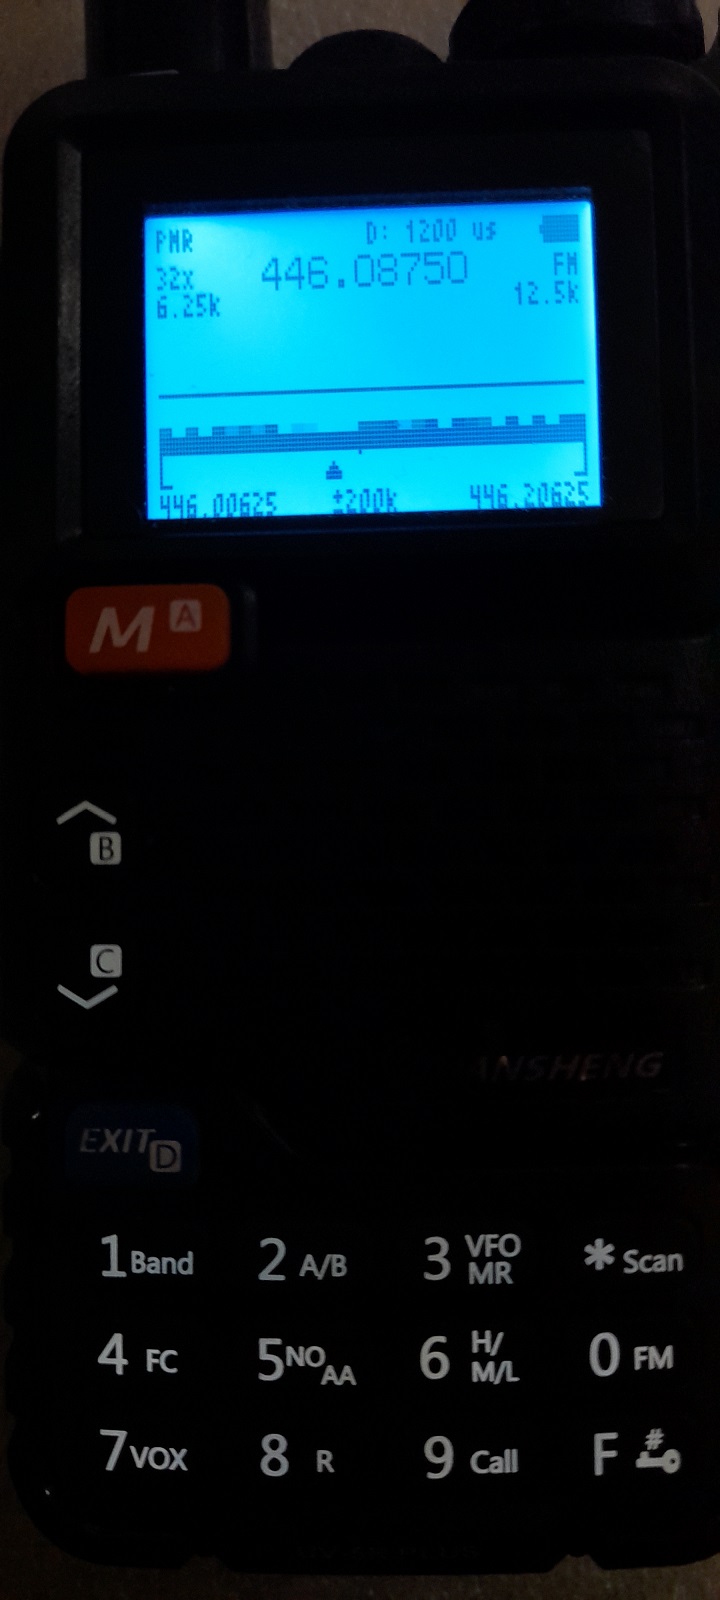 PMR D: 1200 us
32x 446.08750 FM
6.25k 12.5k
446.00625 ±200k 446.20625
M A
B
C
ANSHENG
EXIT D
1 Band 2 A/B 3 VFO MR * Scan
4 FC 5 NO AA 6 H/ M/L 0 FM
7 VOX 8 R 9 Call F #